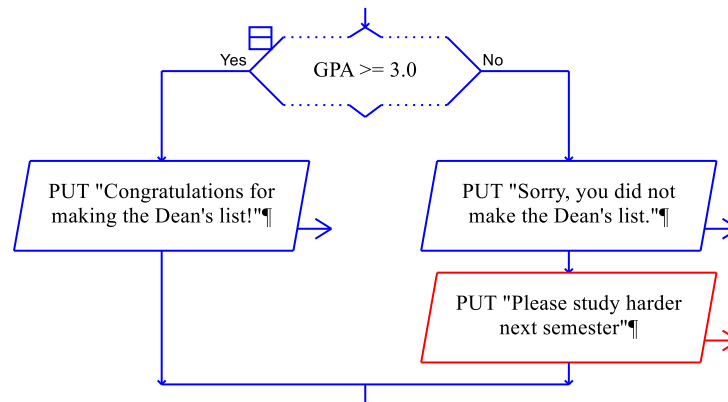 Yes
GPA >= 3.0
No
PUT "Congratulations for
making the Dean's list!"¶
PUT "Sorry, you did not
make the Dean's list."¶
PUT "Please study harder
next semester"¶